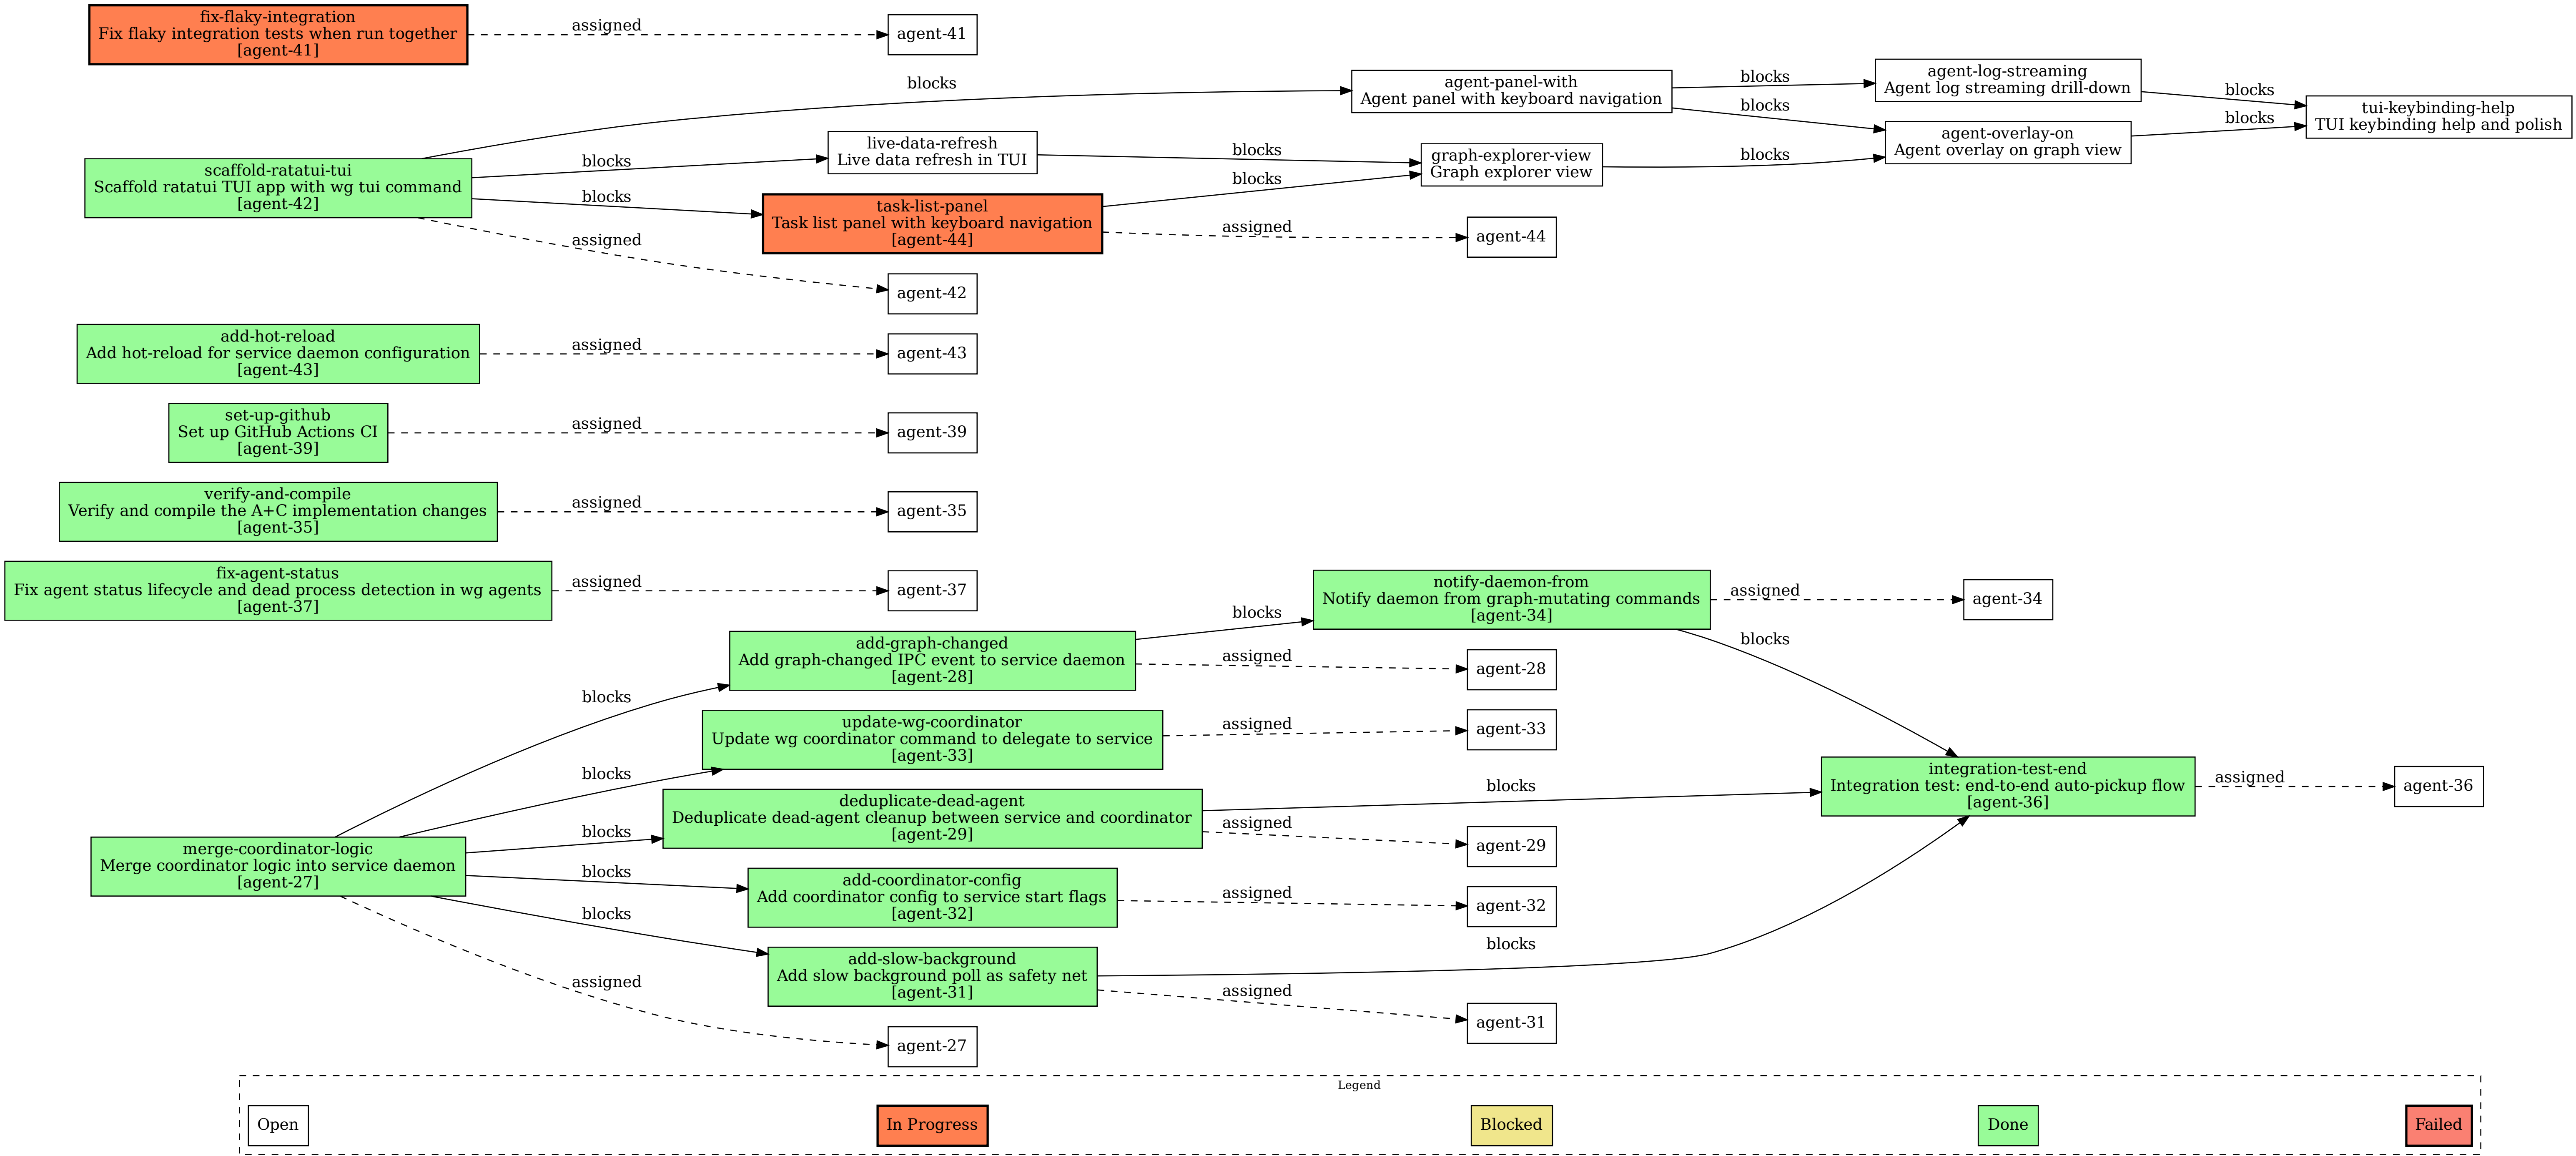 fix-flaky-integration
Fix flaky integration tests when run together
[agent-41]
assigned
agent-41
blocks
agent-panel-with
Agent panel with keyboard navigation
blocks
blocks
agent-log-streaming
Agent log streaming drill-down
blocks
tui-keybinding-help
TUI keybinding help and polish
agent-overlay-on
Agent overlay on graph view
blocks
scaffold-ratatui-tui
Scaffold ratatui TUI app with wg tui command
[agent-42]
blocks
live-data-refresh
Live data refresh in TUI
blocks
graph-explorer-view
Graph explorer view
blocks
blocks
task-list-panel
Task list panel with keyboard navigation
[agent-44]
blocks
assigned
agent-44
assigned
agent-42
add-hot-reload
Add hot-reload for service daemon configuration
[agent-43]
assigned
agent-43
set-up-github
Set up GitHub Actions CI
[agent-39]
assigned
agent-39
verify-and-compile
Verify and compile the A+C implementation changes
[agent-35]
assigned
agent-35
fix-agent-status
Fix agent status lifecycle and dead process detection in wg agents
[agent-37]
assigned
agent-37
notify-daemon-from
Notify daemon from graph-mutating commands
[agent-34]
assigned
agent-34
blocks
add-graph-changed
Add graph-changed IPC event to service daemon
[agent-28]
blocks
assigned
agent-28
blocks
update-wg-coordinator
Update wg coordinator command to delegate to service
[agent-33]
assigned
agent-33
blocks
deduplicate-dead-agent
Deduplicate dead-agent cleanup between service and coordinator
[agent-29]
blocks
assigned
agent-29
integration-test-end
Integration test: end-to-end auto-pickup flow
[agent-36]
assigned
agent-36
merge-coordinator-logic
Merge coordinator logic into service daemon
[agent-27]
blocks
blocks
add-coordinator-config
Add coordinator config to service start flags
[agent-32]
assigned
agent-32
blocks
add-slow-background
Add slow background poll as safety net
[agent-31]
blocks
assigned
agent-31
assigned
agent-27
Legend
Open
In Progress
Blocked
Done
Failed